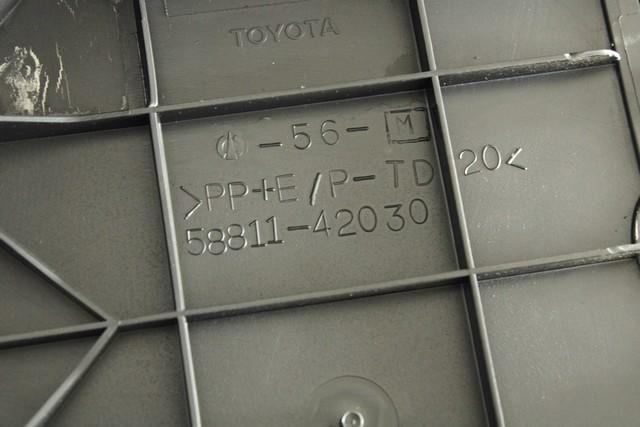 TOYOTA
-56- M
>PP+E/P-TD 20<
58811-42030